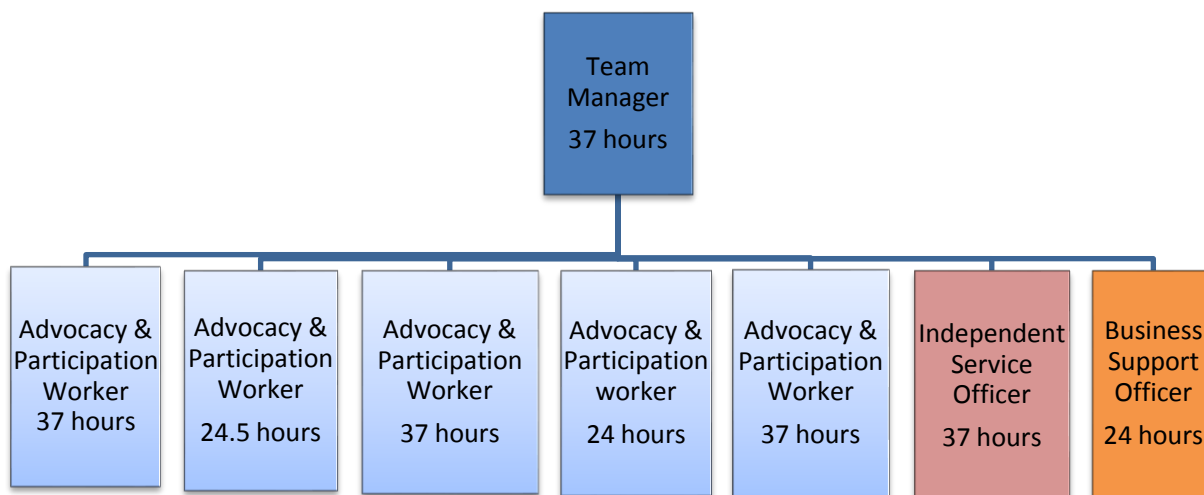 Team
Manager
37 hours
Advocacy &
Participation
Worker
37 hours
Advocacy &
Participation
Worker
24.5 hours
Advocacy &
Participation
Worker
37 hours
Advocacy &
Participation
worker
24 hours
Advocacy &
Participation
Worker
37 hours
Independent
Service
Officer
37 hours
Business
Support
Officer
24 hours